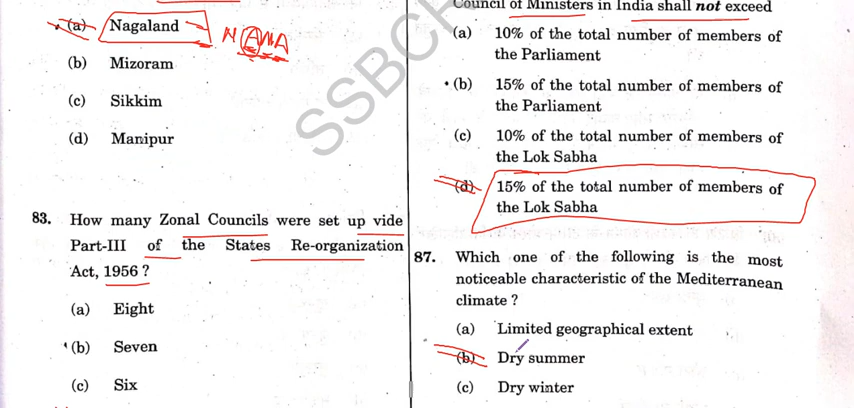 (a) Nagaland
NANA
(b) Mizoram
(c) Sikkim
(d) Manipur
83. How many Zonal Councils were set up vide
Part-III of the States Re-organization
Act, 1956 ?
(a) Eight
(b) Seven
(c) Six
Council of Ministers in India shall not exceed
(a) 10% of the total number of members of
the Parliament
(b) 15% of the total number of members of
the Parliament
(c) 10% of the total number of members of
the Lok Sabha
(d) 15% of the total number of members of
the Lok Sabha
87. Which one of the following is the most
noticeable characteristic of the Mediterranean
climate ?
(a) Limited geographical extent
(b) Dry summer
(c) Dry winter
SSBCR